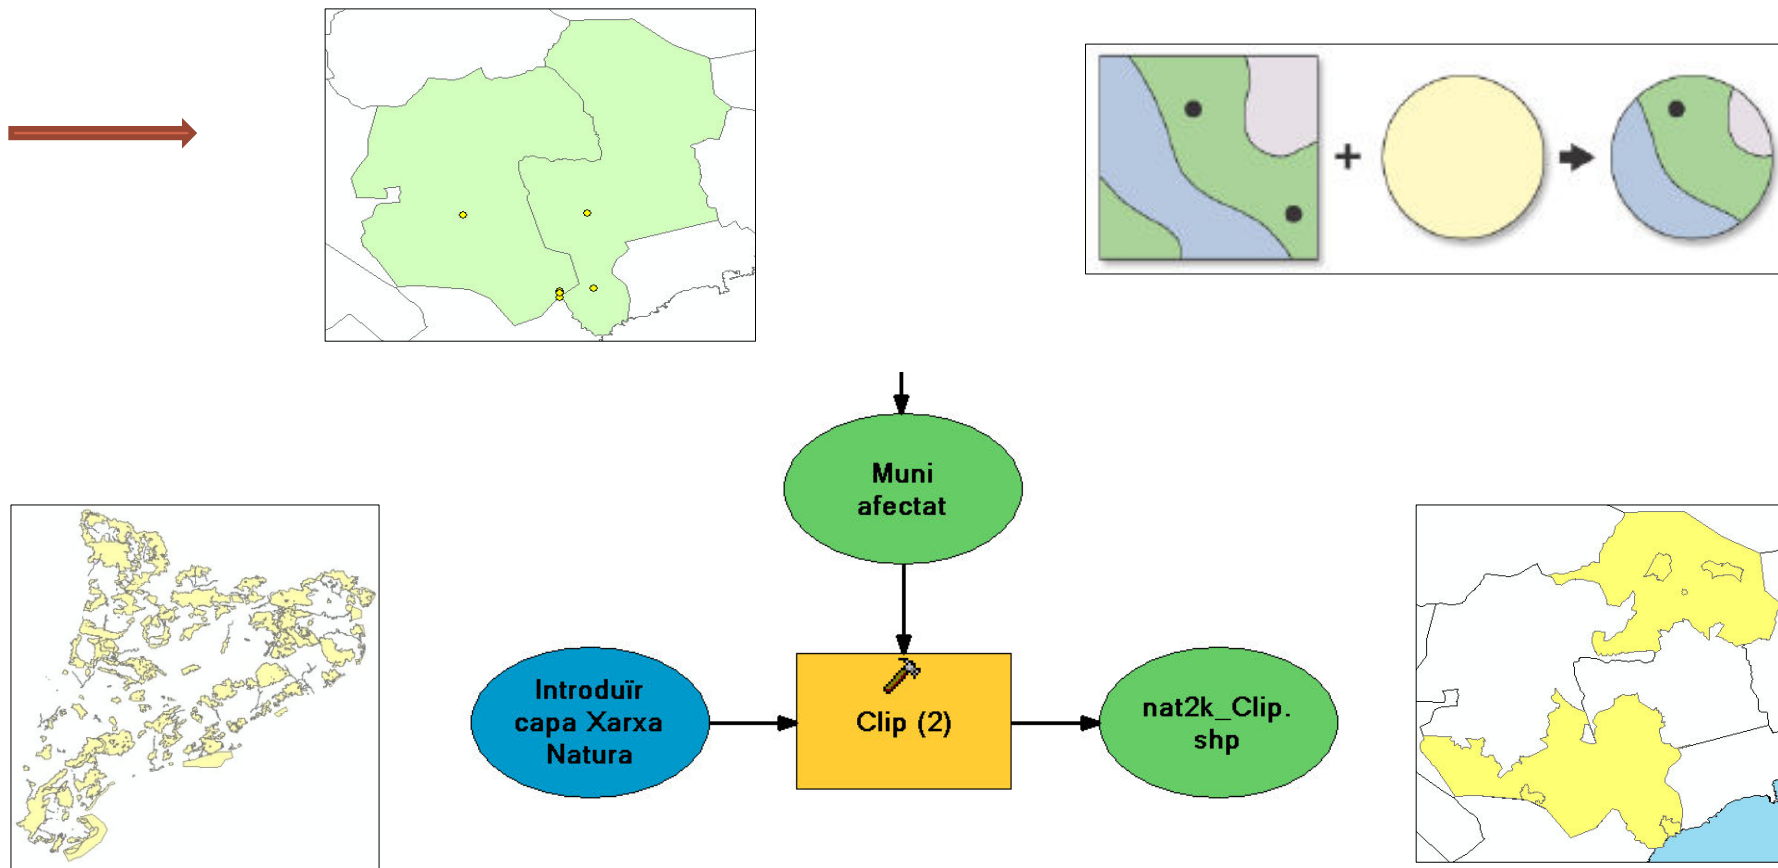 Muni
afectat
Introduïr
capa Xarxa
Natura
Clip (2)
nat2k_Clip.
shp